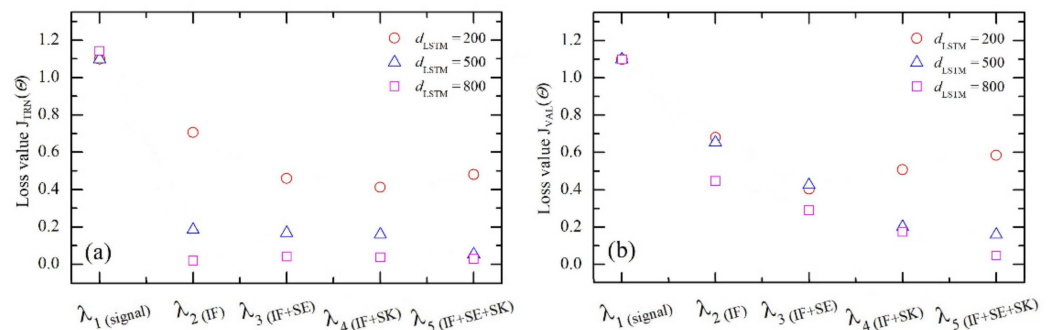 1.2
1.0
0.8
0.6
0.4
0.2
0.0
Loss value J_TRN(Θ)
(a)
d_LSTM = 200
d_LSTM = 500
d_LSTM = 800
λ1 (signal)
λ2 (IF)
λ3 (IF+SE)
λ4 (IF+SK)
λ5 (IF+SE+SK)
1.2
1.0
0.8
0.6
0.4
0.2
0.0
Loss value J_VAL(Θ)
(b)
d_LSTM = 200
d_LSTM = 500
d_LSTM = 800
λ1 (signal)
λ2 (IF)
λ3 (IF+SE)
λ4 (IF+SK)
λ5 (IF+SE+SK)